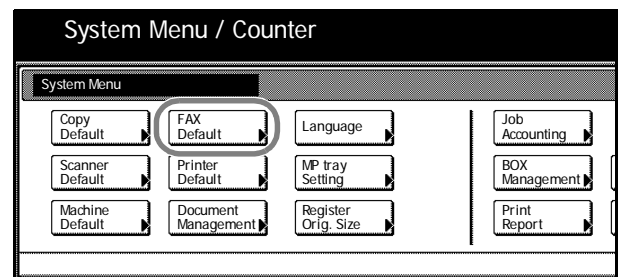 System Menu / Counter
System Menu
Copy
Default
FAX
Default
Language
Job
Accounting
Scanner
Default
Printer
Default
MP tray
Setting
BOX
Management
Machine
Default
Document
Management
Register
Orig. Size
Print
Report